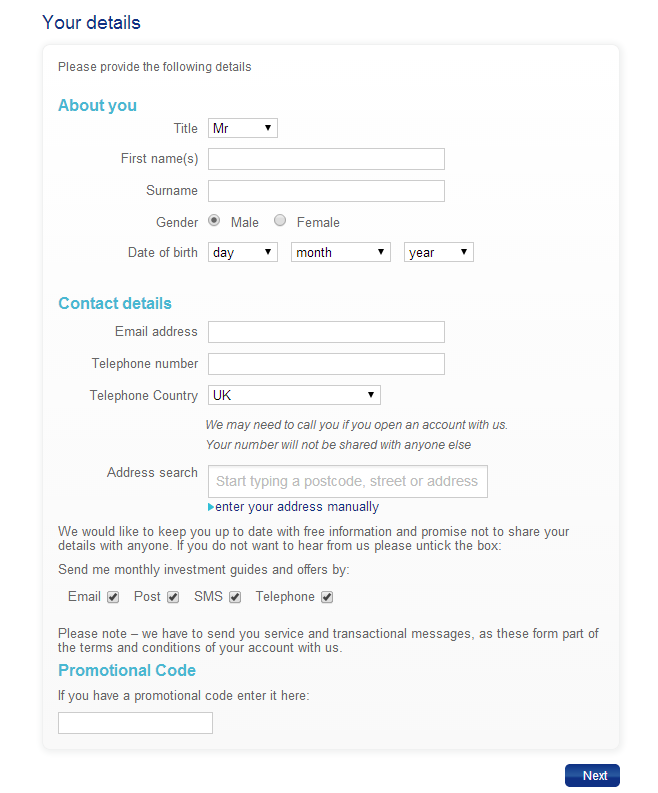 Your details
Please provide the following details
About you
Title Mr
First name(s)
Surname
Gender Male Female
Date of birth day month year
Contact details
Email address
Telephone number
Telephone Country UK
We may need to call you if you open an account with us.
Your number will not be shared with anyone else
Address search Start typing a postcode, street or address
enter your address manually
We would like to keep you up to date with free information and promise not to share your
details with anyone. If you do not want to hear from us please untick the box:
Send me monthly investment guides and offers by:
Email Post SMS Telephone
Please note – we have to send you service and transactional messages, as these form part of
the terms and conditions of your account with us.
Promotional Code
If you have a promotional code enter it here:
Next